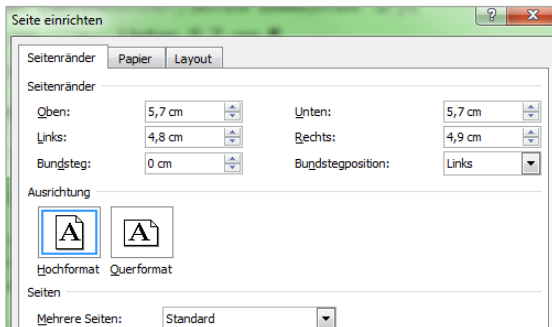 Seite einrichten
Seitenränder Papier Layout
Seitenränder
Oben: 5,7 cm Unten: 5,7 cm
Links: 4,8 cm Rechts: 4,9 cm
Bundsteg: 0 cm Bundstegposition: Links
Ausrichtung
A A
Hochformat Querformat
Seiten
Mehrere Seiten: Standard